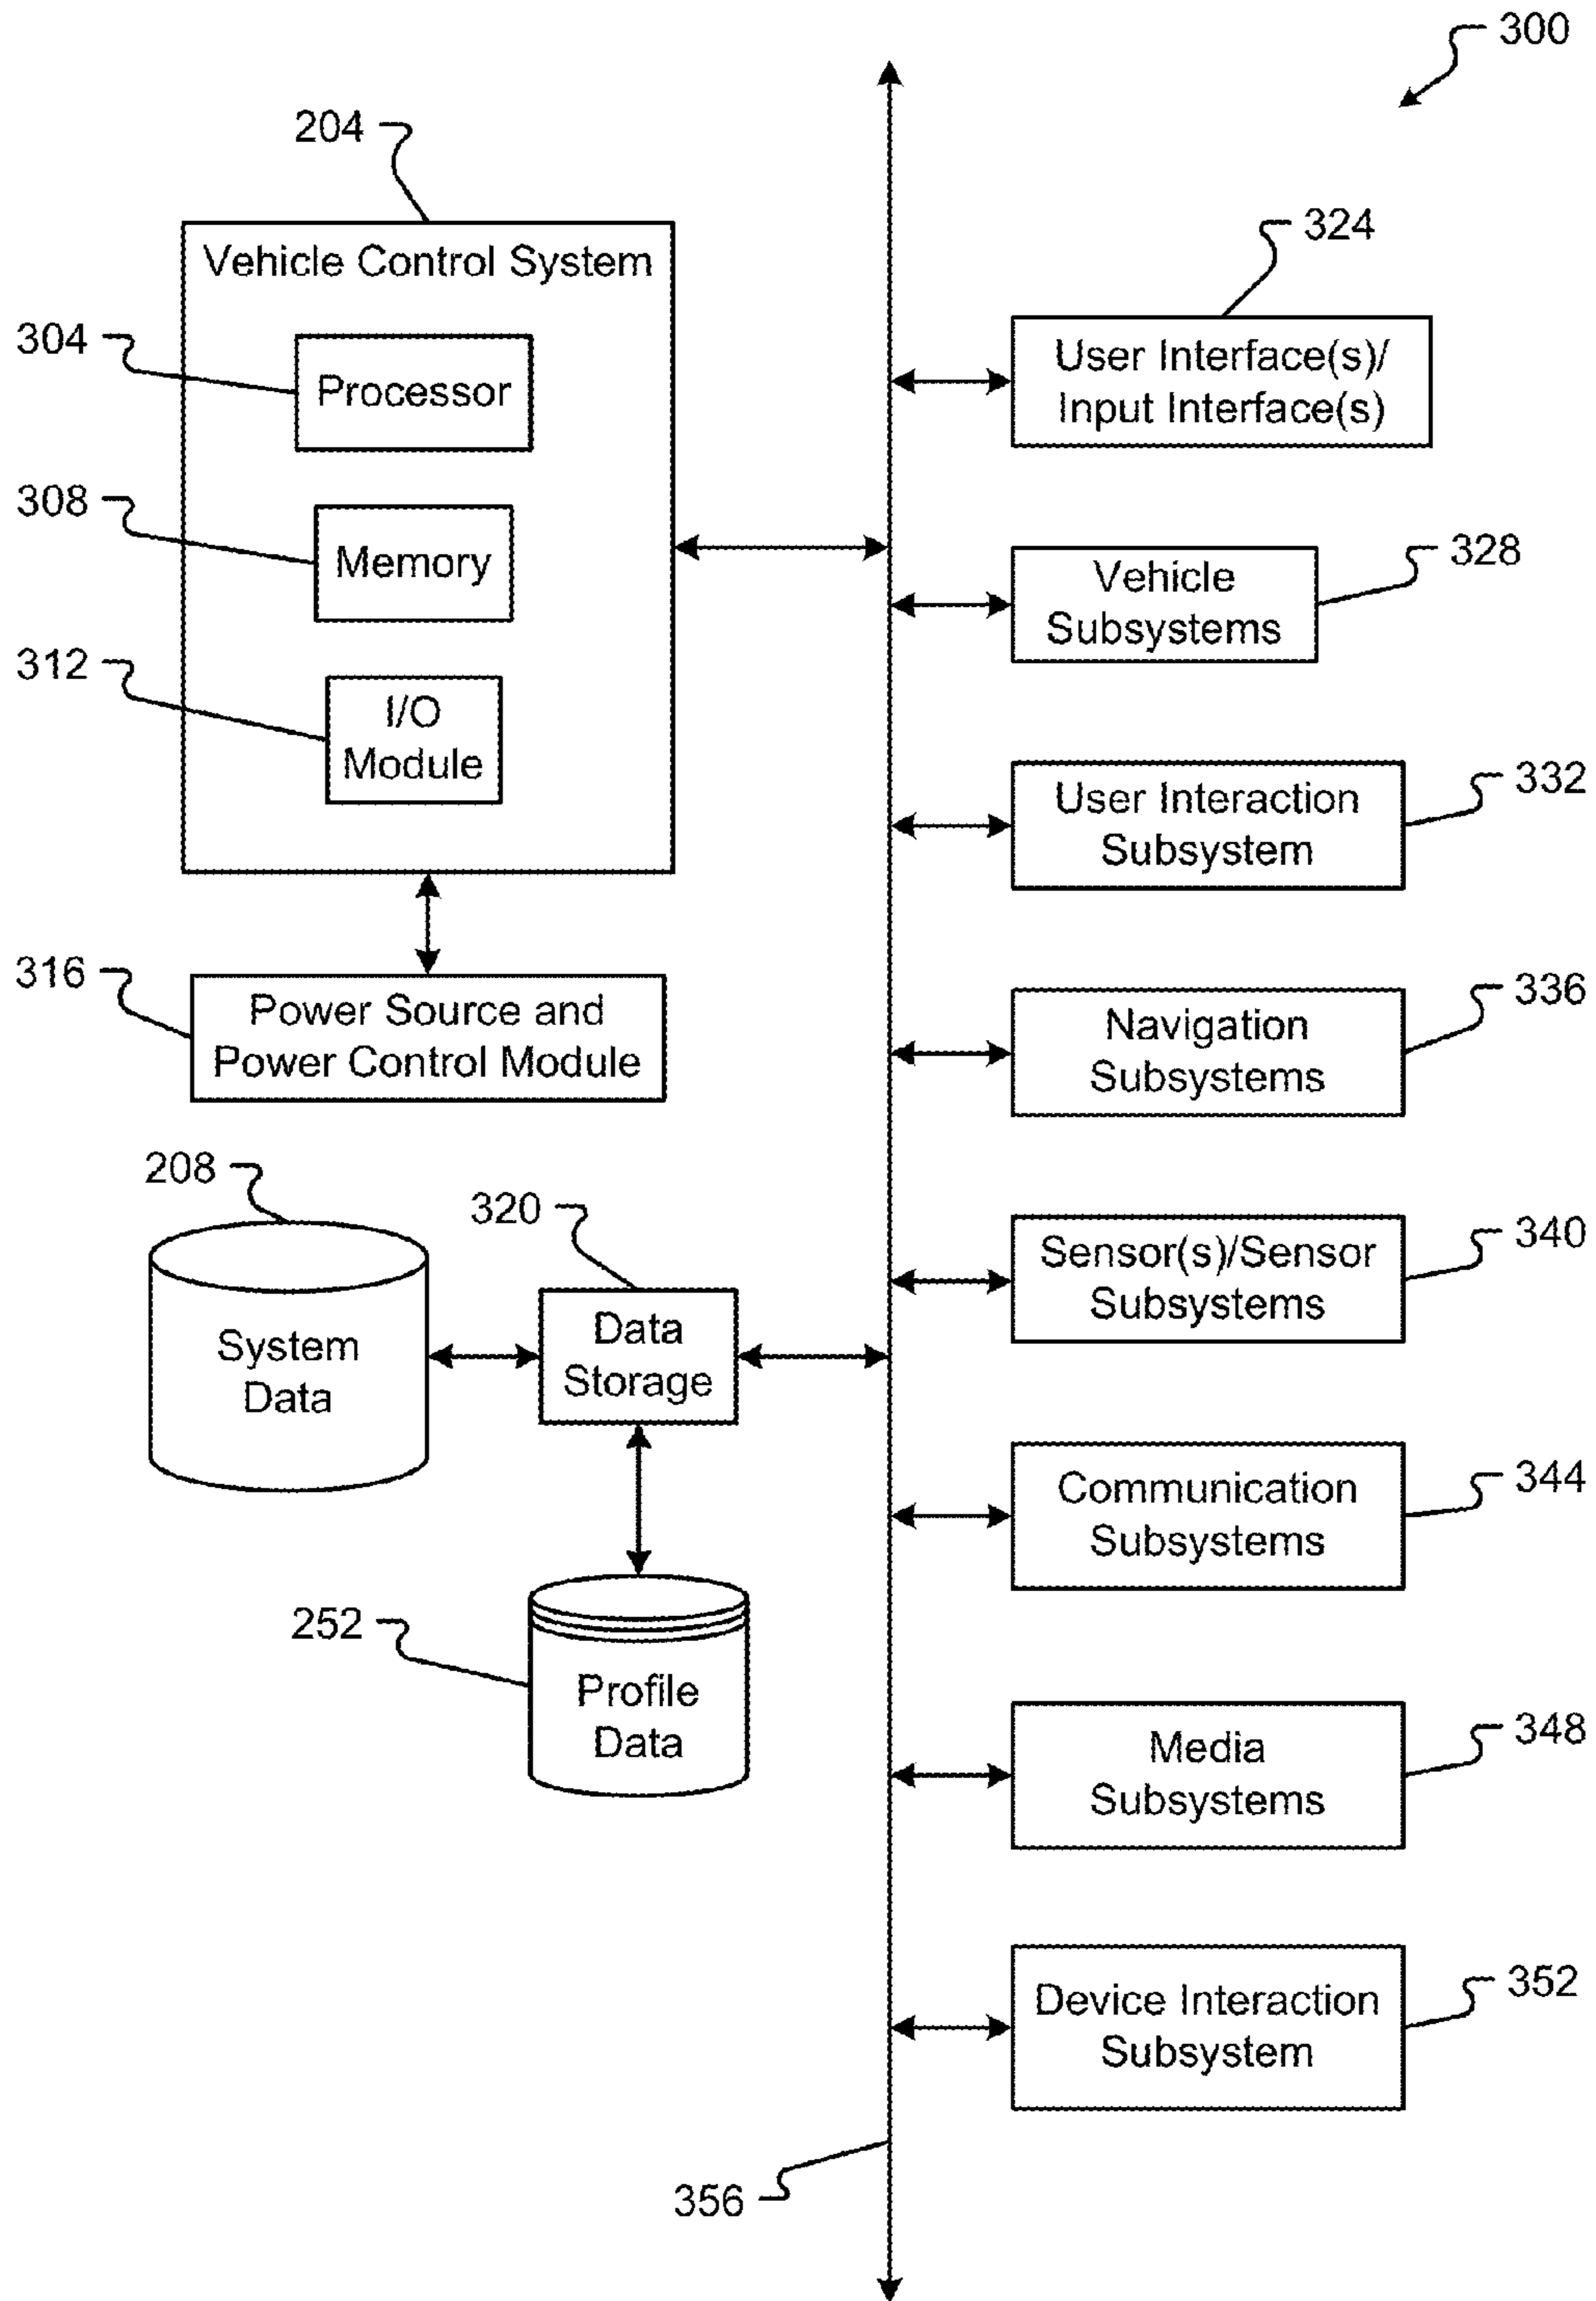 300
204
Vehicle Control System
304
Processor
308
Memory
312
I/O
Module
316
Power Source and
Power Control Module
208
System
Data
320
Data
Storage
252
Profile
Data
324
User Interface(s)/
Input Interface(s)
328
Vehicle
Subsystems
332
User Interaction
Subsystem
336
Navigation
Subsystems
340
Sensor(s)/Sensor
Subsystems
344
Communication
Subsystems
348
Media
Subsystems
352
Device Interaction
Subsystem
356